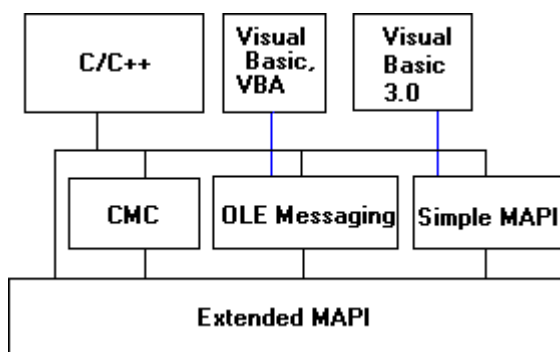 C/C++
Visual
Basic,
VBA
Visual
Basic
3.0
CMC
OLE Messaging
Simple MAPI
Extended MAPI